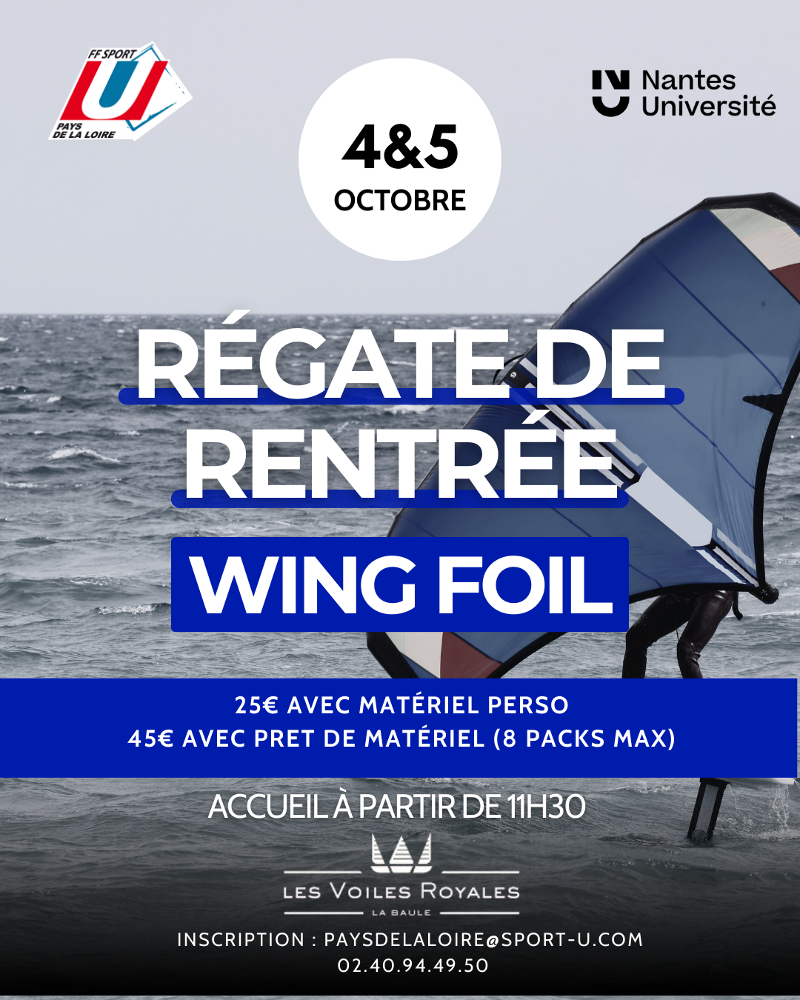 FF SPORT
U
PAYS
DE LA LOIRE
4&5
OCTOBRE
Nantes
Université
RÉGATE DE
RENTRÉE
WING FOIL
25€ AVEC MATÉRIEL PERSO
45€ AVEC PRET DE MATÉRIEL (8 PACKS MAX)
ACCUEIL À PARTIR DE 11H30
LES VOILES ROYALES
LA BAULE
INSCRIPTION : PAYSDELALOIRE@SPORT-U.COM
02.40.94.49.50